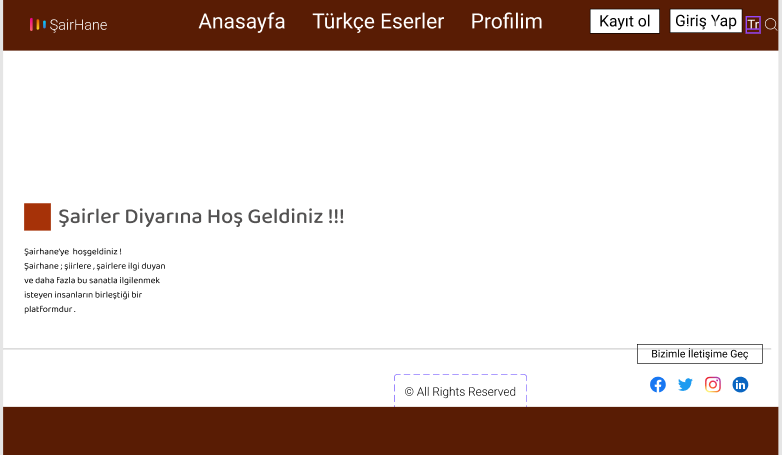 ŞairHane
Anasayfa
Türkçe Eserler
Profilim
Kayıt ol
Giriş Yap
Tr
Şairler Diyarına Hoş Geldiniz !!!
Şairhane'ye hoşgeldiniz !
Şairhane ; şiirlere , şairlere ilgi duyan
ve daha fazla bu sanatla ilgilenmek
isteyen insanların birleştiği bir
platformdur .
Bizimle İletişime Geç
© All Rights Reserved